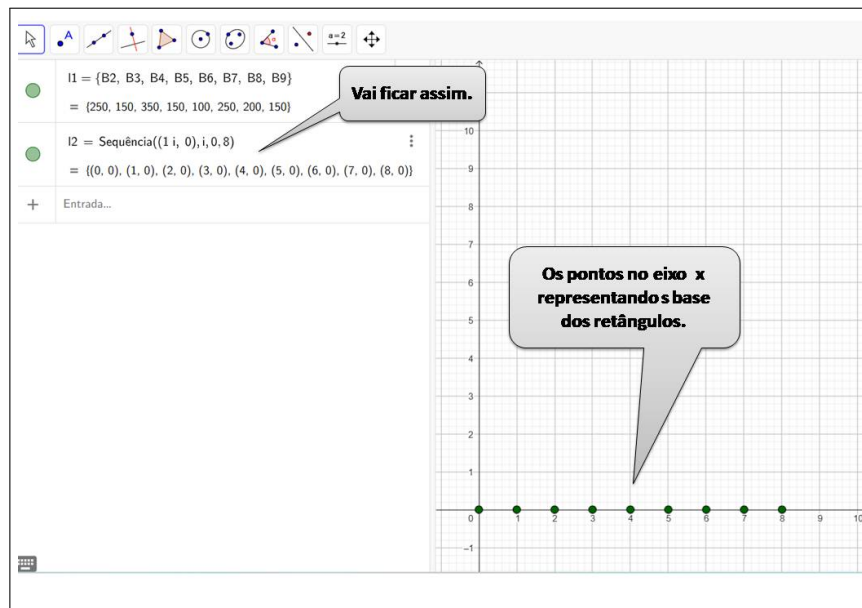 A
a=2
l1 = {B2, B3, B4, B5, B6, B7, B8, B9}
= {250, 150, 350, 150, 100, 250, 200, 150}
Vai ficar assim.
l2 = Sequência((1 i, 0), i, 0, 8)
= {(0, 0), (1, 0), (2, 0), (3, 0), (4, 0), (5, 0), (6, 0), (7, 0), (8, 0)}
+ Entrada...
10
9
8
7
6
5
4
3
2
1
Os pontos no eixo x
representando s base
dos retângulos.
0 1 2 3 4 5 6 7 8 9 10
−1